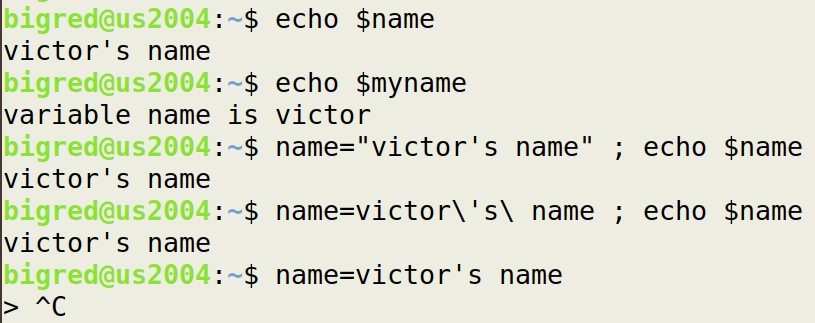 bigred@us2004:~$ echo $name
victor's name
bigred@us2004:~$ echo $myname
variable name is victor
bigred@us2004:~$ name="victor's name" ; echo $name
victor's name
bigred@us2004:~$ name=victor\'s\ name ; echo $name
victor's name
bigred@us2004:~$ name=victor's name
> ^C